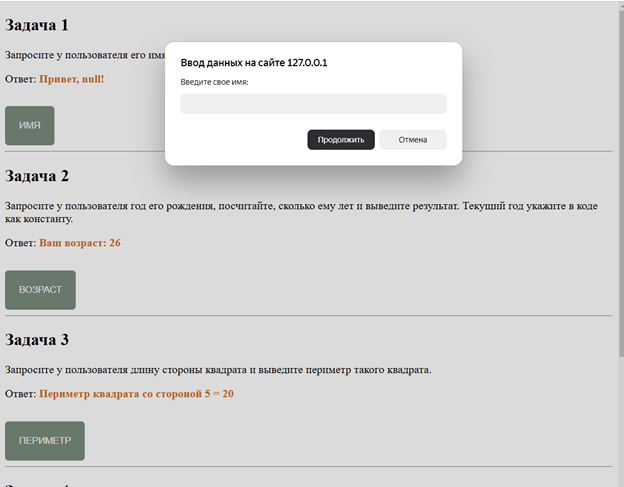 Задача 1
Запросите у пользователя его имя
Ответ: Привет, null!
ИМЯ
Ввод данных на сайте 127.0.0.1
Введите свое имя:
Продолжить
Отмена
Задача 2
Запросите у пользователя год его рождения, посчитайте, сколько ему лет и выведите результат. Текущий год укажите в коде
как константу.
Ответ: Ваш возраст: 26
ВОЗРАСТ
Задача 3
Запросите у пользователя длину стороны квадрата и выведите периметр такого квадрата.
Ответ: Периметр квадрата со стороной 5 = 20
ПЕРИМЕТР